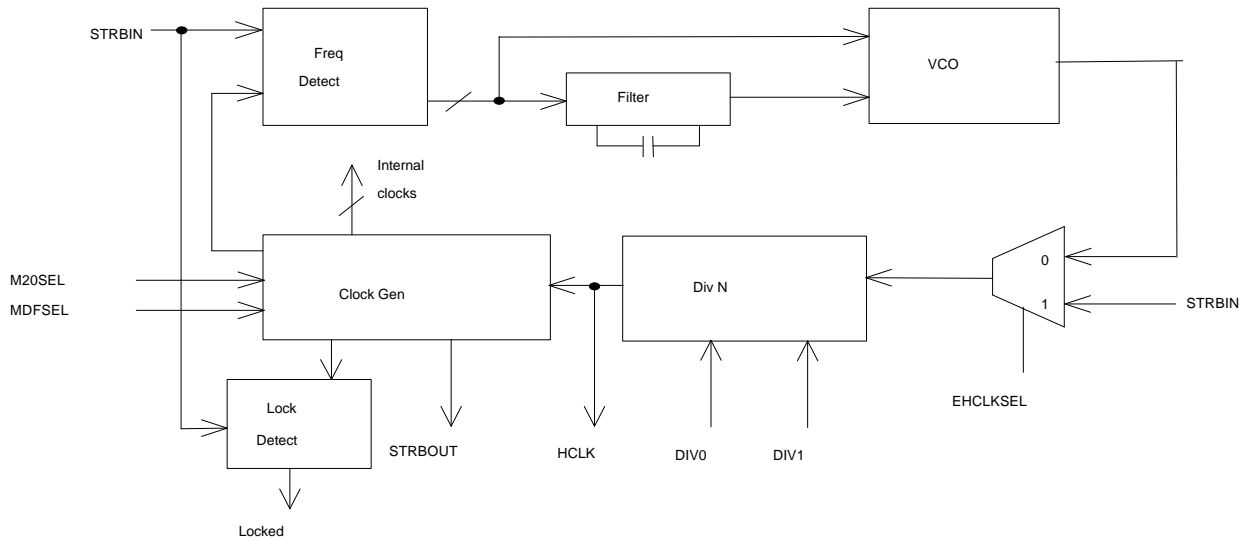 STRBIN
Freq
Detect
Filter
VCO
Internal
clocks
M20SEL
MDFSEL
Clock Gen
Div N
0
1
STRBIN
EHCLKSEL
Lock
Detect
STRBOUT
HCLK
DIV0
DIV1
Locked